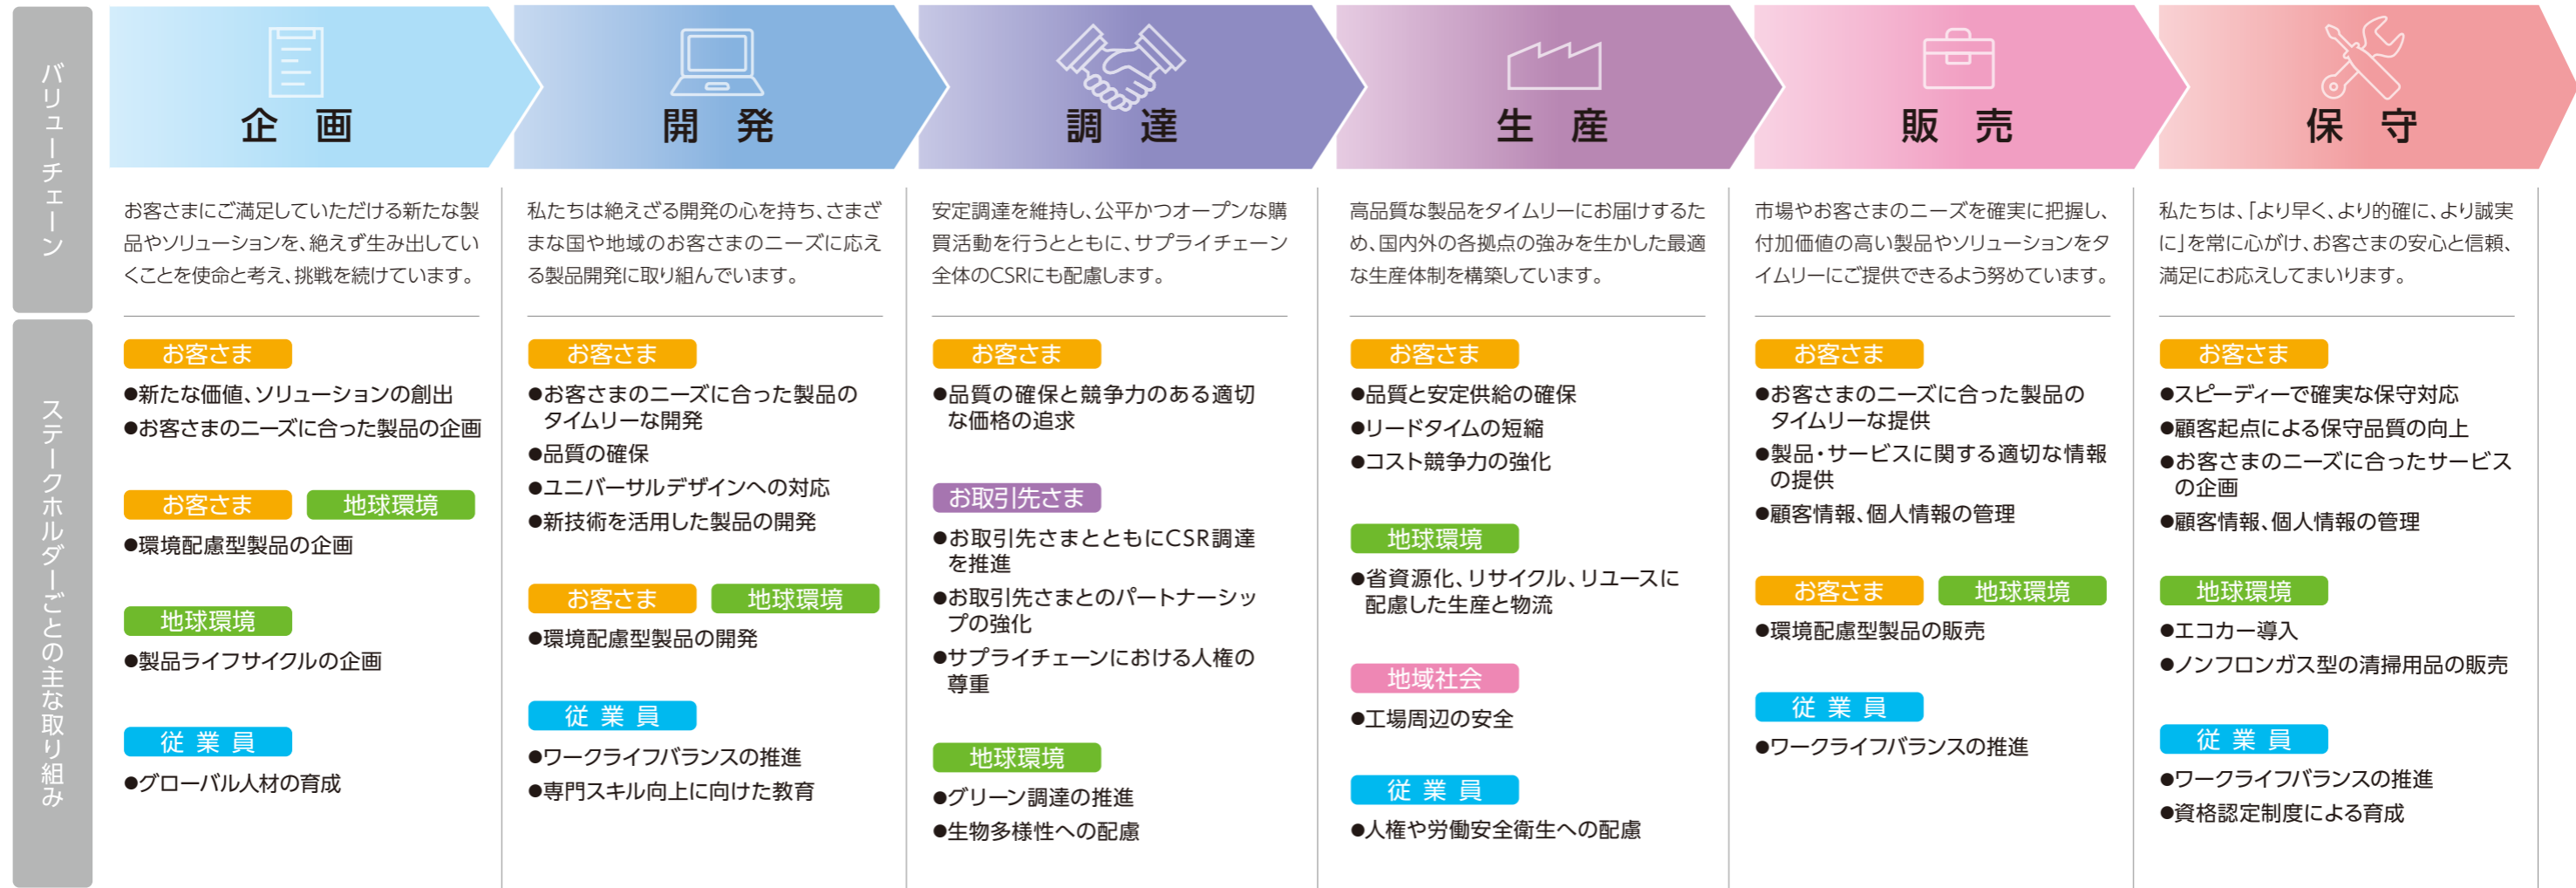 バリューチェーン
企画
お客さまにご満足していただける新たな製
品やソリューションを、絶えず生み出してい
くことを使命と考え、挑戦を続けています。
開発
私たちは絶えざる開発の心を持ち、さまざ
まな国や地域のお客さまのニーズに応え
る製品開発に取り組んでいます。
調達
安定調達を維持し、公平かつオープンな購
買活動を行うとともに、サプライチェーン
全体のCSRにも配慮します。
生産
高品質な製品をタイムリーにお届けするた
め、国内外の各拠点の強みを生かした最適
な生産体制を構築しています。
販売
市場やお客さまのニーズを確実に把握し、
付加価値の高い製品やソリューションをタ
イムリーにご提供できるよう努めています。
保守
私たちは、「より早く、より的確に、より誠実
に」を常に心がけ、お客さまの安心と信頼、
満足にお応えしてまいります。
ステークホルダーごとの主な取り組み
お客さま
●新たな価値、ソリューションの創出
●お客さまのニーズに合った製品の企画
お客さま 地球環境
●環境配慮型製品の企画
地球環境
●製品ライフサイクルの企画
従業員
●グローバル人材の育成
お客さま
●お客さまのニーズに合った製品の
タイムリーな開発
●品質の確保
●ユニバーサルデザインへの対応
●新技術を活用した製品の開発
お客さま 地球環境
●環境配慮型製品の開発
従業員
●ワークライフバランスの推進
●専門スキル向上に向けた教育
お客さま
●品質の確保と競争力のある適切
な価格の追求
お取引先さま
●お取引先さまとともにCSR調達
を推進
●お取引先さまとのパートナーシッ
プの強化
●サプライチェーンにおける人権の
尊重
地球環境
●グリーン調達の推進
●生物多様性への配慮
お客さま
●品質と安定供給の確保
●リードタイムの短縮
●コスト競争力の強化
地球環境
●省資源化、リサイクル、リユースに
配慮した生産と物流
地域社会
●工場周辺の安全
従業員
●人権や労働安全衛生への配慮
お客さま
●お客さまのニーズに合った製品の
タイムリーな提供
●製品・サービスに関する適切な情報
の提供
●顧客情報、個人情報の管理
お客さま 地球環境
●環境配慮型製品の販売
従業員
●ワークライフバランスの推進
お客さま
●スピーディーで確実な保守対応
●顧客起点による保守品質の向上
●お客さまのニーズに合ったサービス
の企画
●顧客情報、個人情報の管理
地球環境
●エコカー導入
●ノンフロンガス型の清掃用品の販売
従業員
●ワークライフバランスの推進
●資格認定制度による育成